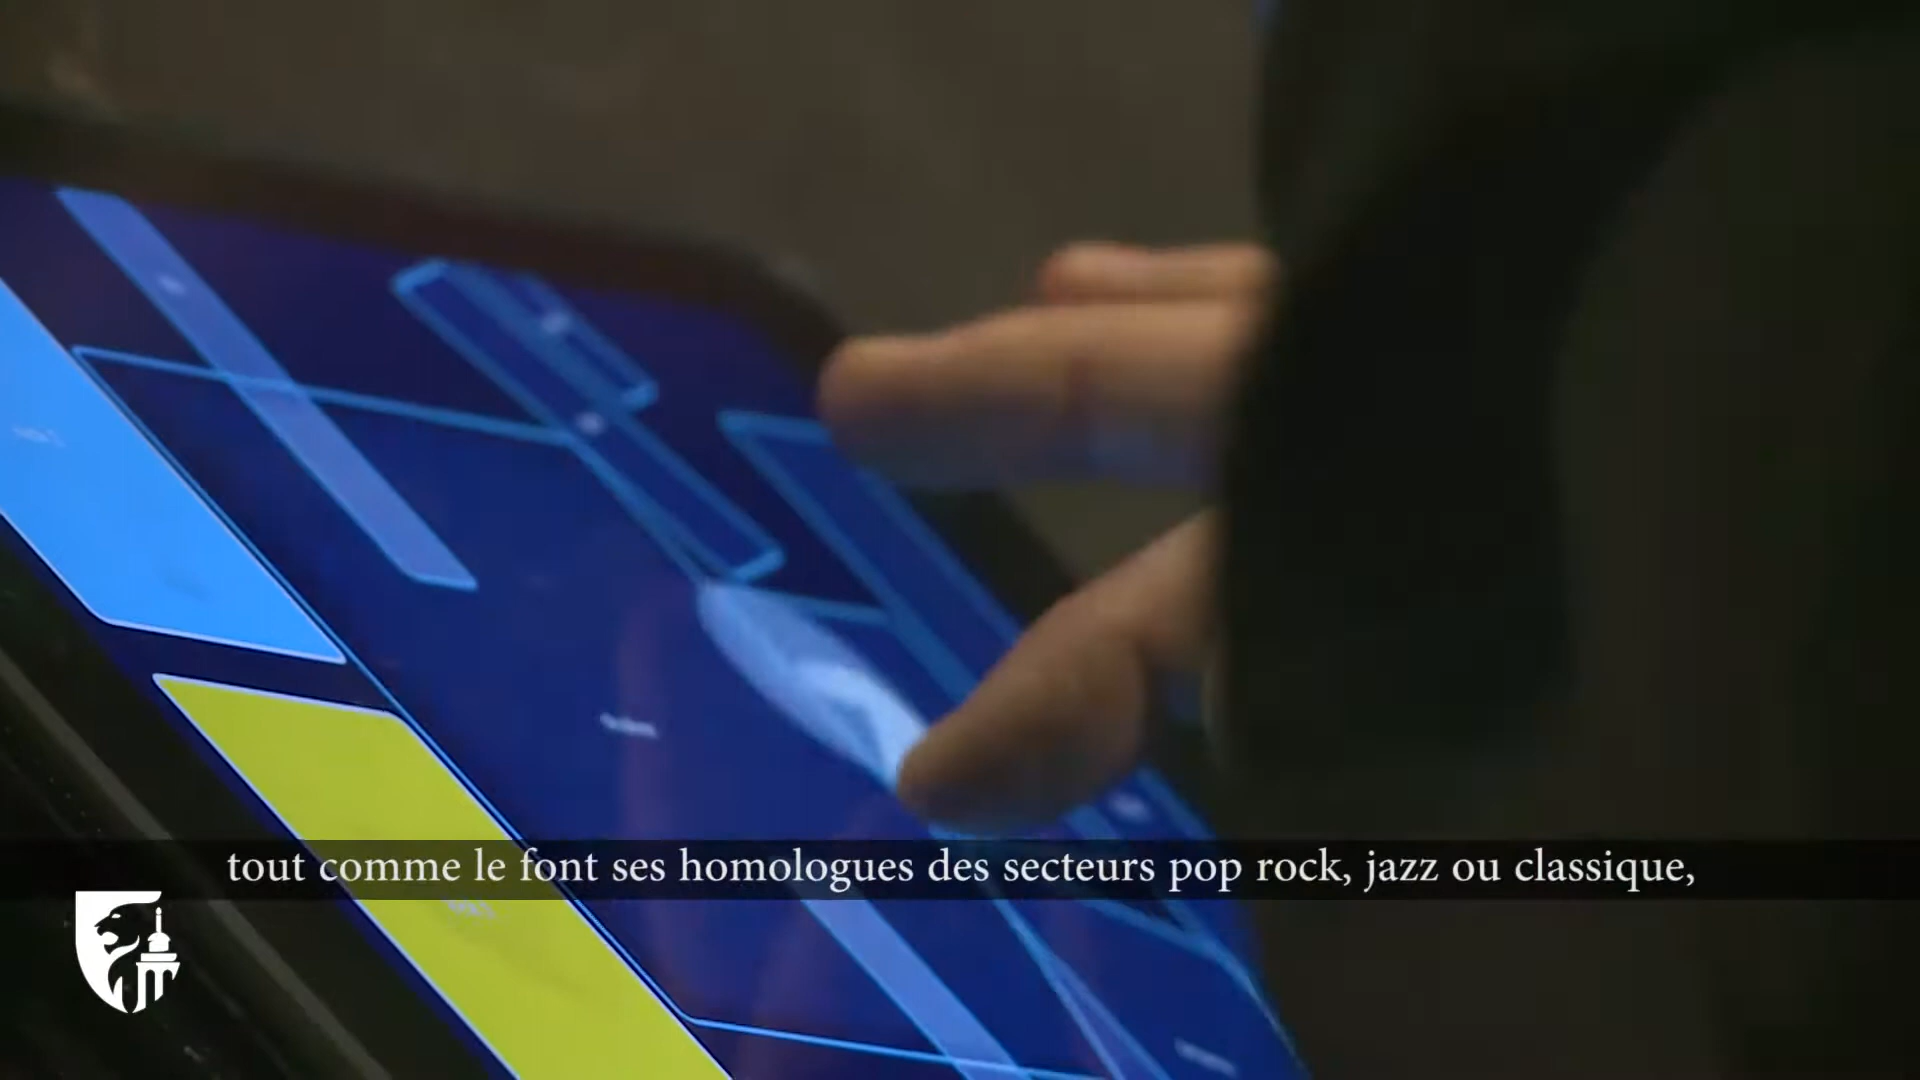 tout comme le font ses homologues des secteurs pop rock, jazz ou classique,